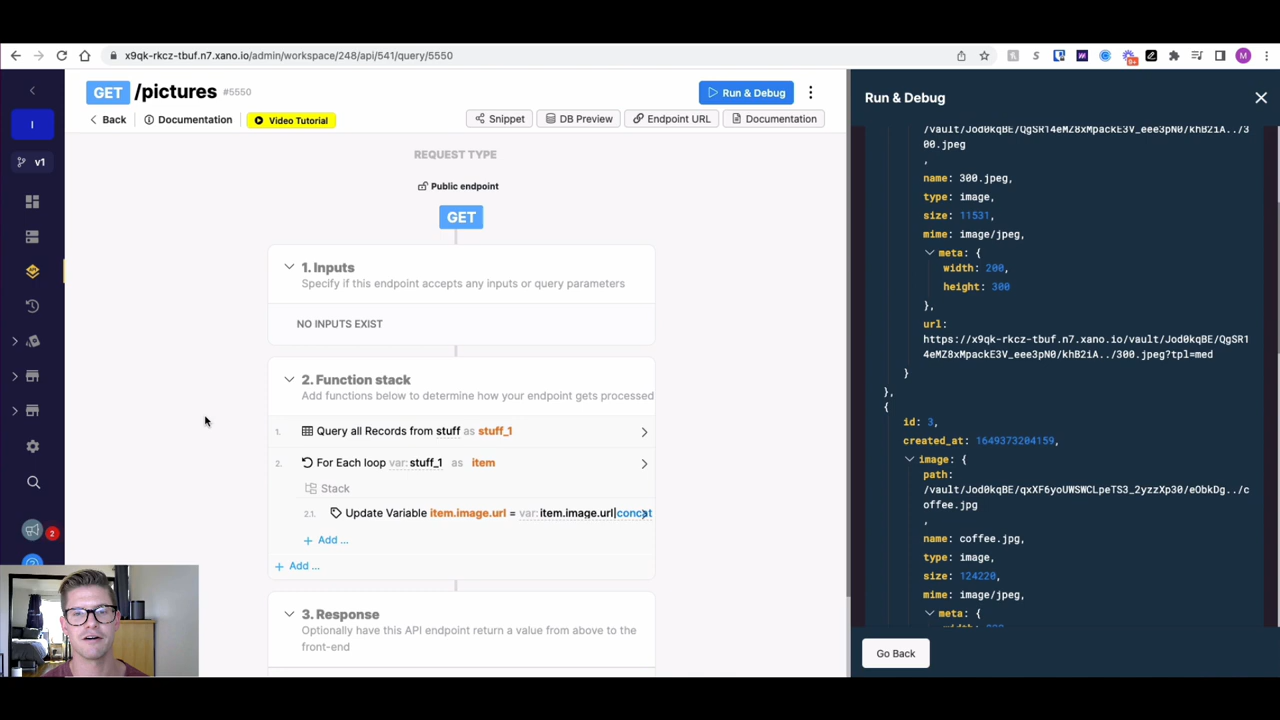 x9qk-rkcz-tbuf.n7.xano.io/admin/workspace/248/api/541/query/5550
9+
M
I
v1
2
GET /pictures #5550
Run & Debug
Back
Documentation
Video Tutorial
Snippet
DB Preview
Endpoint URL
Documentation
REQUEST TYPE
Public endpoint
GET
1. Inputs
Specify if this endpoint accepts any inputs or query parameters
NO INPUTS EXIST
2. Function stack
Add functions below to determine how your endpoint gets processed
1. Query all Records from stuff as stuff_1
2. For Each loop var:stuff_1 as item
Stack
2.1. Update Variable item.image.url = var:item.image.url|concat
+ Add ...
+ Add ...
3. Response
Optionally have this API endpoint return a value from above to the
front-end
Run & Debug
/vault/Jod0kqBE/QgSR14eMZ8xMpackE3V_eee3pN0/khB2iA../3
00.jpeg
,
name: 300.jpeg,
type: image,
size: 11531,
mime: image/jpeg,
meta: {
width: 200,
height: 300
},
url:
https://x9qk-rkcz-tbuf.n7.xano.io/vault/Jod0kqBE/QgSR1
4eMZ8xMpackE3V_eee3pN0/khB2iA../300.jpeg?tpl=med
}
},
{
id: 3,
created_at: 1649373204159,
image: {
path:
/vault/Jod0kqBE/qxXF6yoUWSWCLpeTS3_2yzzXp30/eObkDg../c
offee.jpg
,
name: coffee.jpg,
type: image,
size: 124220,
mime: image/jpeg,
meta: {
Go Back